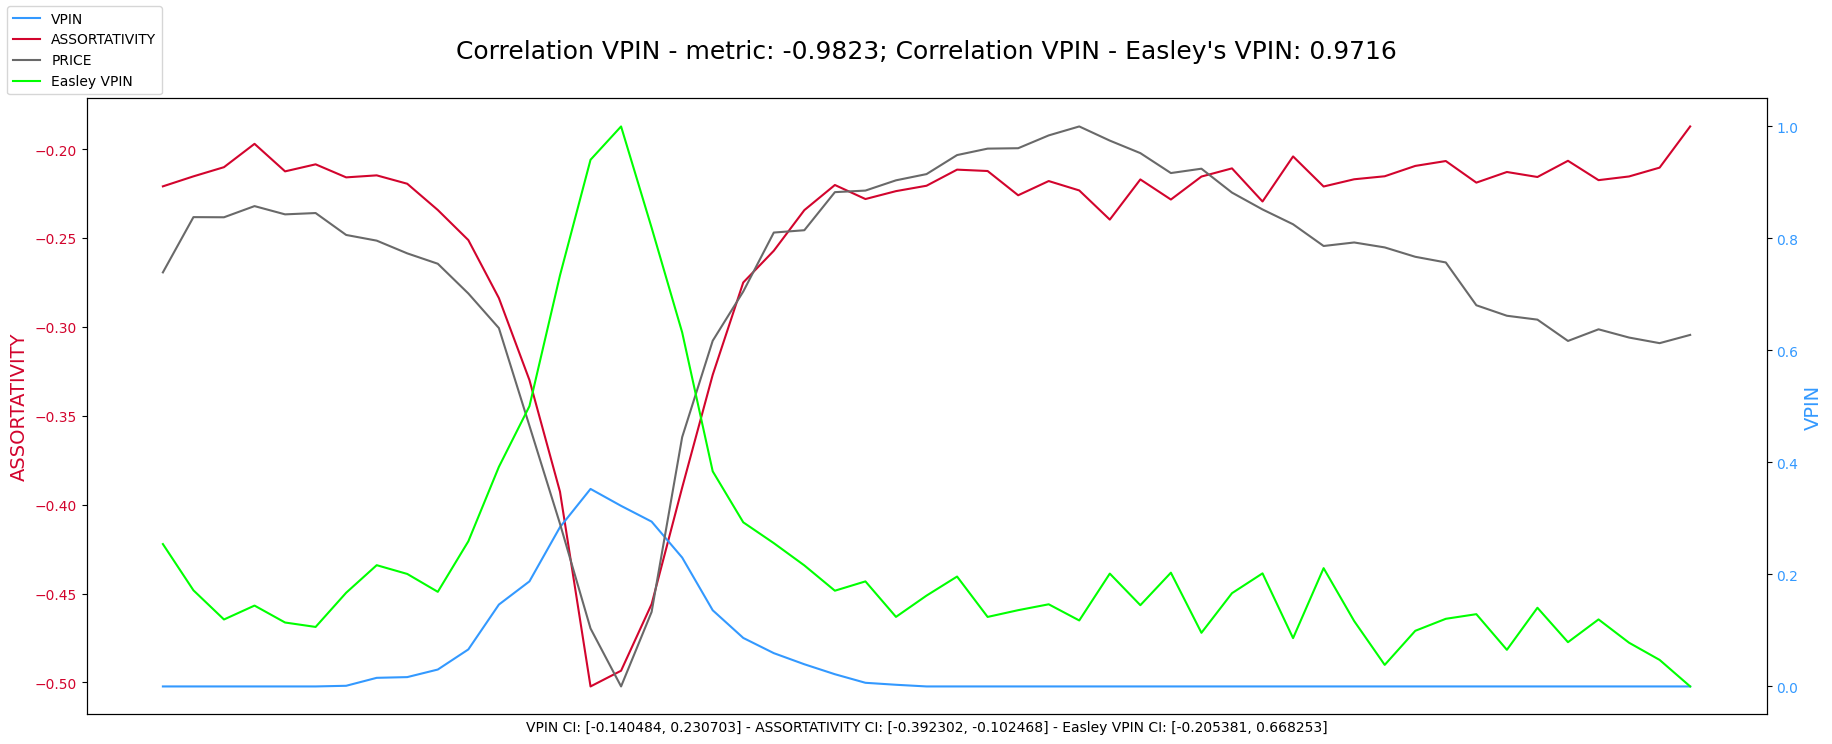 VPIN
ASSORTATIVITY
PRICE
Easley VPIN
Correlation VPIN - metric: -0.9823; Correlation VPIN - Easley's VPIN: 0.9716
ASSORTATIVITY
−0.20
−0.25
−0.30
−0.35
−0.40
−0.45
−0.50
1.0
0.8
0.6
0.4
0.2
0.0
VPIN
VPIN CI: [-0.140484, 0.230703] - ASSORTATIVITY CI: [-0.392302, -0.102468] - Easley VPIN CI: [-0.205381, 0.668253]